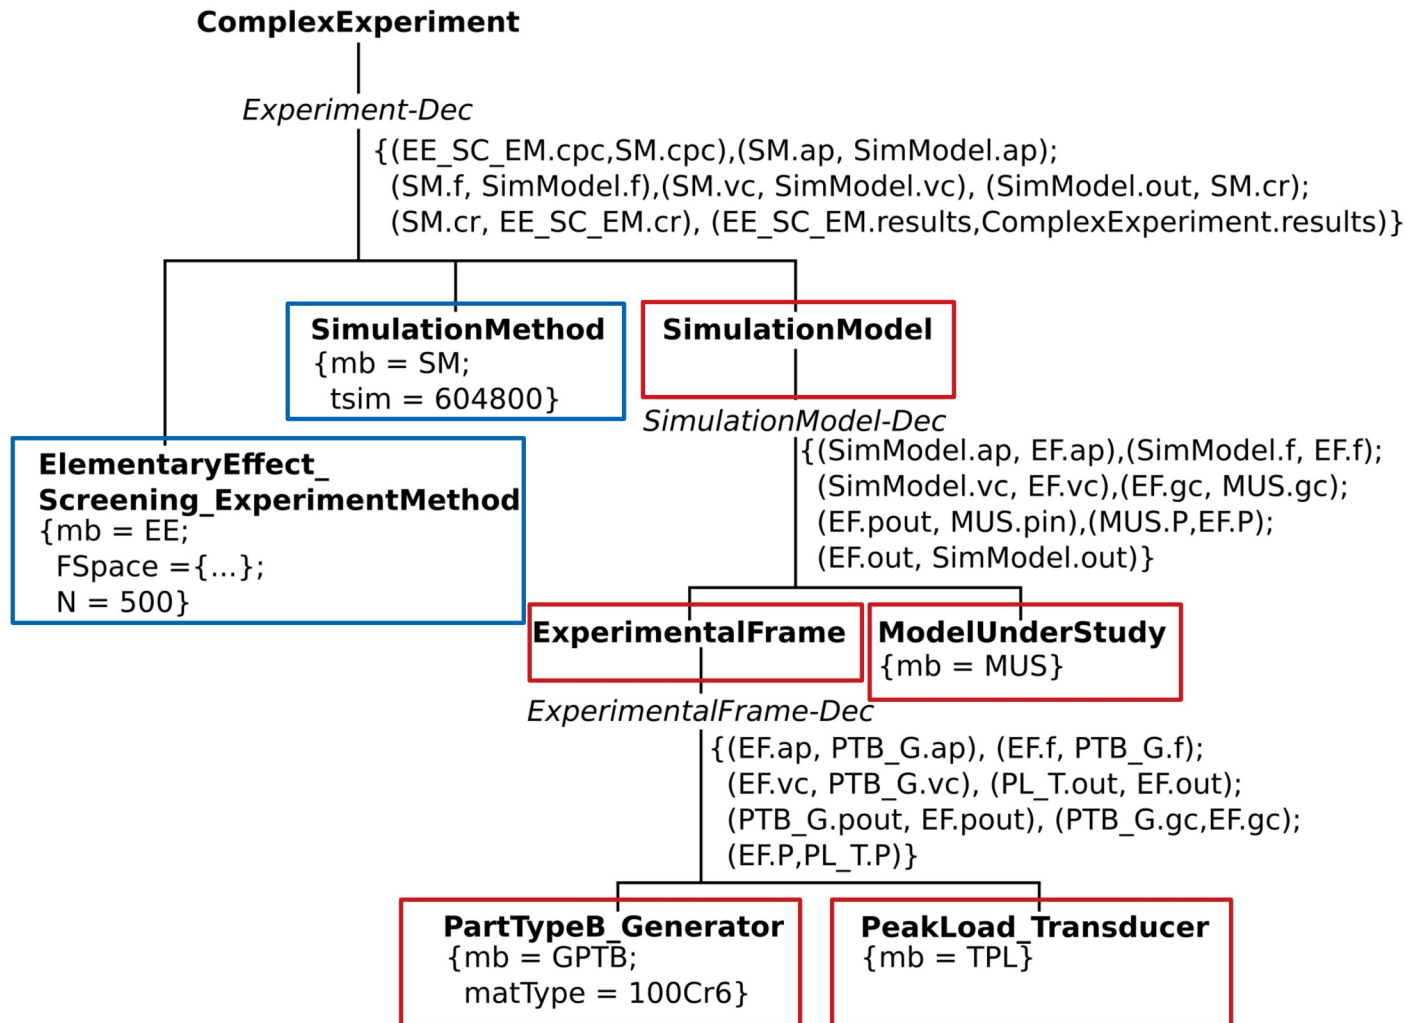 ComplexExperiment
Experiment-Dec
{(EE_SC_EM.cpc,SM.cpc),(SM.ap, SimModel.ap);
(SM.f, SimModel.f),(SM.vc, SimModel.vc), (SimModel.out, SM.cr);
(SM.cr, EE_SC_EM.cr), (EE_SC_EM.results,ComplexExperiment.results)}
SimulationMethod
{mb = SM;
tsim = 604800}
SimulationModel
SimulationModel-Dec
{(SimModel.ap, EF.ap),(SimModel.f, EF.f);
(SimModel.vc, EF.vc),(EF.gc, MUS.gc);
(EF.pout, MUS.pin),(MUS.P,EF.P);
(EF.out, SimModel.out)}
ElementaryEffect_
Screening_ExperimentMethod
{mb = EE;
FSpace ={...};
N = 500}
ExperimentalFrame
ModelUnderStudy
{mb = MUS}
ExperimentalFrame-Dec
{(EF.ap, PTB_G.ap), (EF.f, PTB_G.f);
(EF.vc, PTB_G.vc), (PL_T.out, EF.out);
(PTB_G.pout, EF.pout), (PTB_G.gc,EF.gc);
(EF.P,PL_T.P)}
PartTypeB_Generator
{mb = GPTB;
matType = 100Cr6}
PeakLoad_Transducer
{mb = TPL}